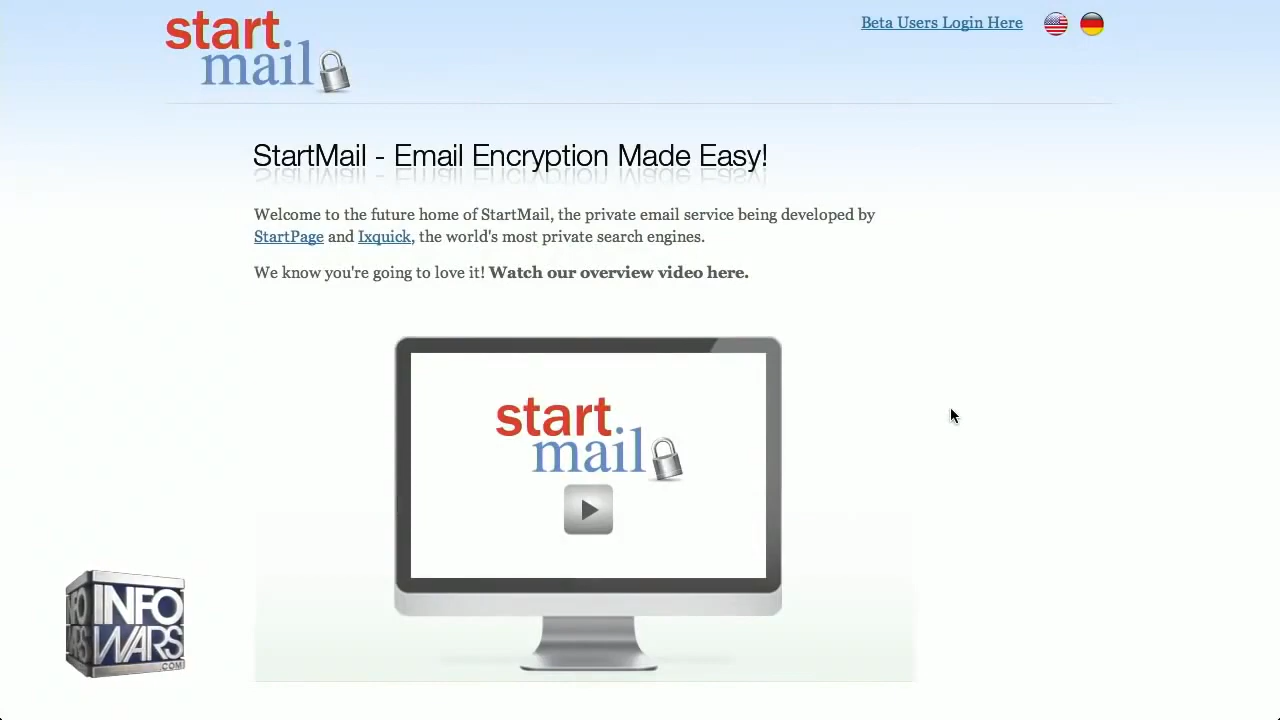 start
mail
Beta Users Login Here
StartMail - Email Encryption Made Easy!
Welcome to the future home of StartMail, the private email service being developed by
StartPage and Ixquick, the world's most private search engines.
We know you're going to love it! Watch our overview video here.
start
mail
INFO
WARS
.COM